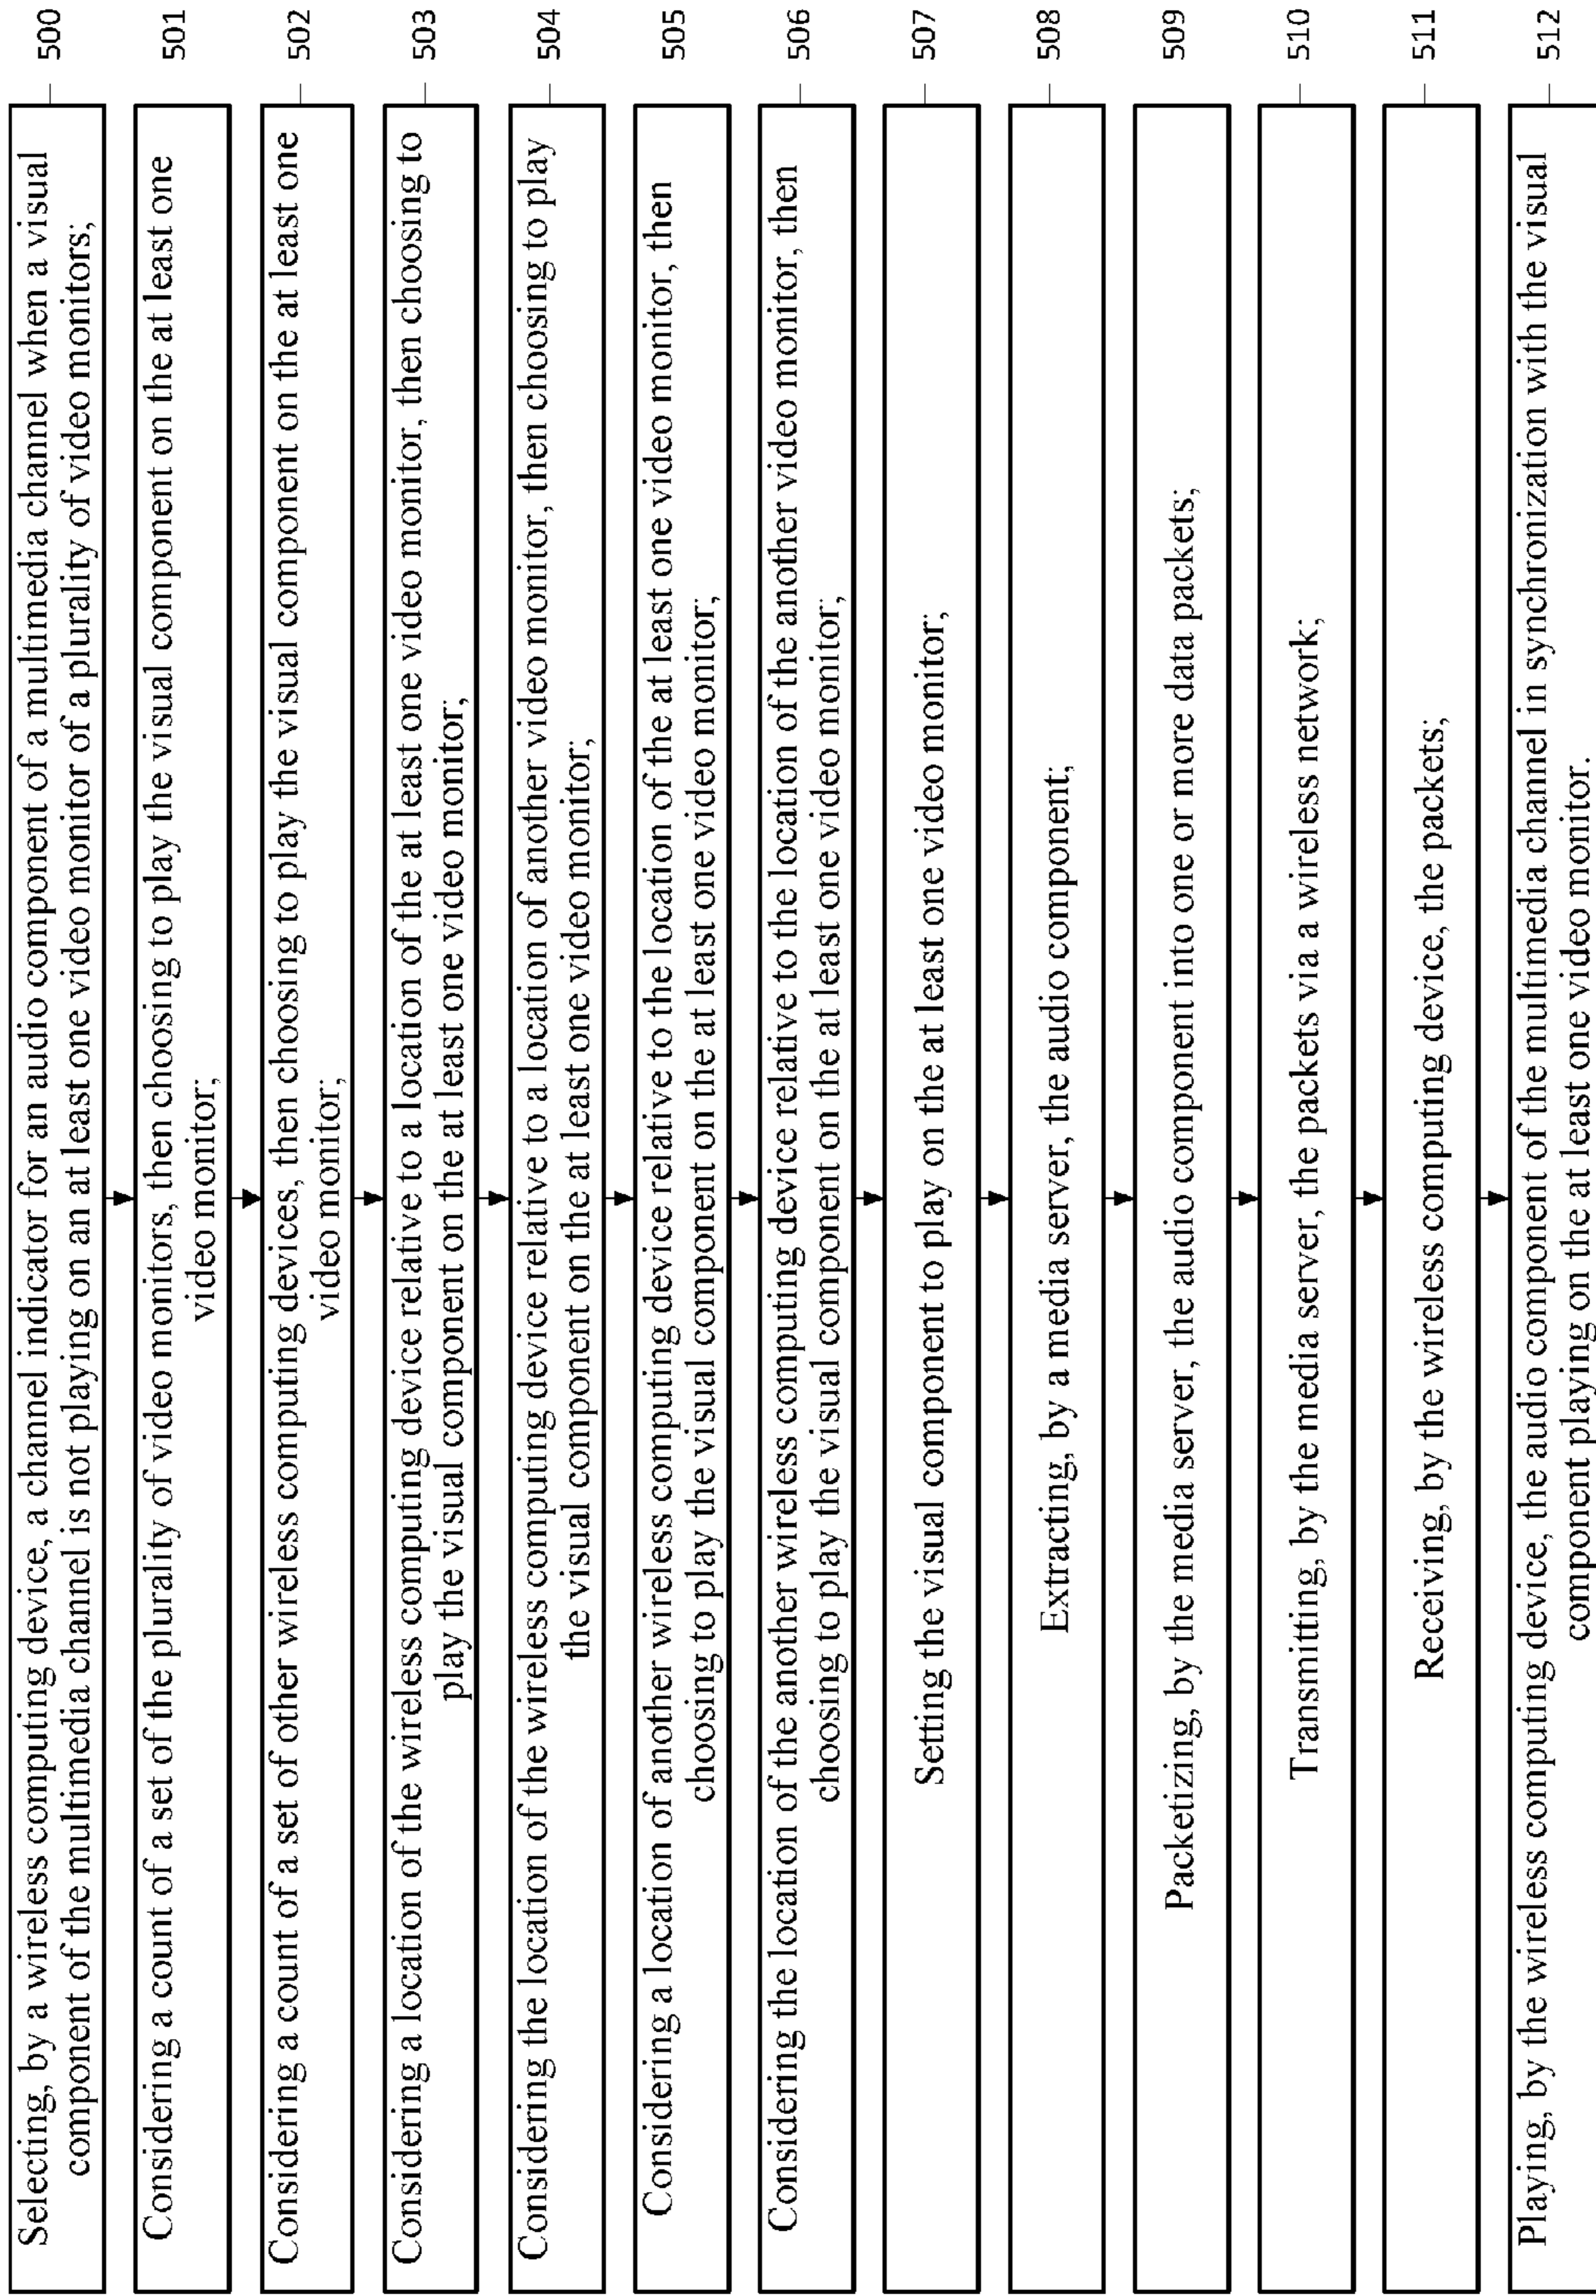 Selecting, by a wireless computing device, a channel indicator for an audio component of a multimedia channel when a visual
component of the multimedia channel is not playing on an at least one video monitor of a plurality of video monitors;
500
Considering a count of a set of the plurality of video monitors, then choosing to play the visual component on the at least one
video monitor;
501
Considering a count of a set of other wireless computing devices, then choosing to play the visual component on the at least one
video monitor;
502
Considering a location of the wireless computing device relative to a location of the at least one video monitor, then choosing to
play the visual component on the at least one video monitor;
503
Considering the location of the wireless computing device relative to a location of another video monitor, then choosing to play
the visual component on the at least one video monitor;
504
Considering a location of another wireless computing device relative to the location of the at least one video monitor, then
choosing to play the visual component on the at least one video monitor;
505
Considering the location of the another wireless computing device relative to the location of the another video monitor, then
choosing to play the visual component on the at least one video monitor;
506
Setting the visual component to play on the at least one video monitor;
507
Extracting, by a media server, the audio component;
508
Packetizing, by the media server, the audio component into one or more data packets;
509
Transmitting, by the media server, the packets via a wireless network;
510
Receiving, by the wireless computing device, the packets;
511
Playing, by the wireless computing device, the audio component of the multimedia channel in synchronization with the visual
component playing on the at least one video monitor.
512